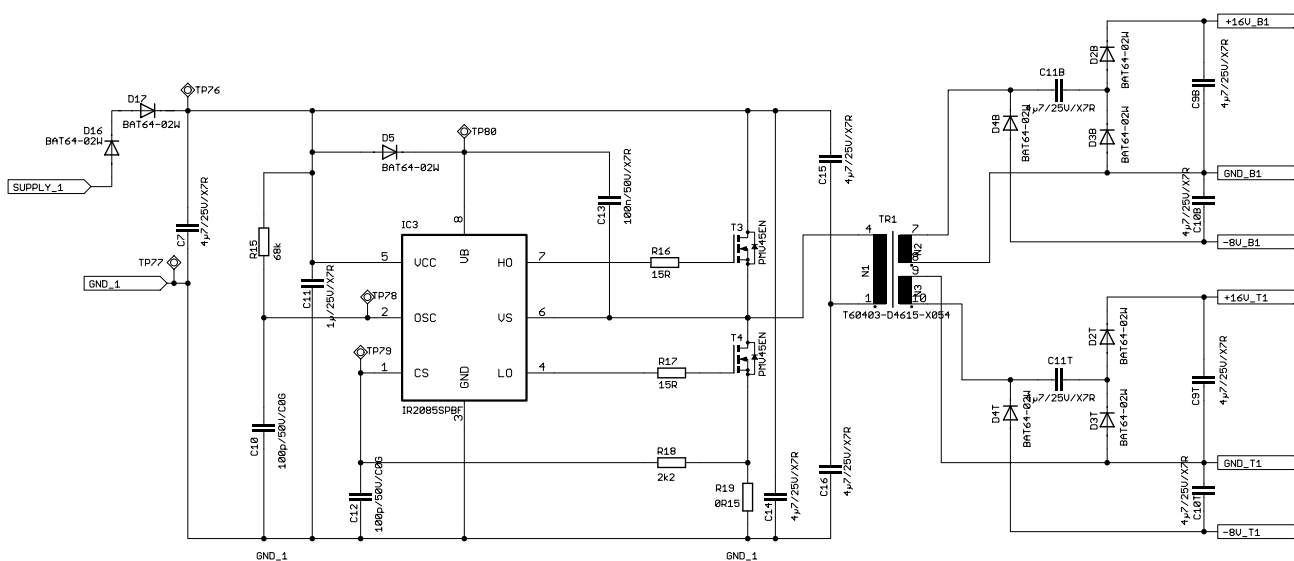 +16V_B1
D2B
BAT64-02W
C11B
4µ7/25V/X7R
C9B
4µ7/25V/X7R
D17
TP76
BAT64-02W
D16
BAT64-02W
D4B
BAT64-02W
D3B
BAT64-02W
D5
TP80
BAT64-02W
C15
4µ7/25V/X7R
SUPPLY_1
GND_B1
C13
100n/50V/X7R
C10B
4µ7/25V/X7R
C7
4µ7/25V/X7R
R15
68k
IC3
8
VB
T3
PMV45EN
TR1
4
7
N1
N2
8
9
N3
1
10
T60403-D4615-X054
-8V_B1
TP77
GND_1
5
VCC
HO
7
R16
15R
C11
1µ/25V/X7R
TP78
2
OSC
VS
6
+16V_T1
TP79
1
CS
GND
LO
4
R17
15R
T4
PMV45EN
D2T
BAT64-02W
C11T
4µ7/25V/X7R
C9T
4µ7/25V/X7R
IR2085SPBF
3
D4T
BAT64-02W
D3T
BAT64-02W
C10
100p/50V/C0G
R18
2k2
GND_T1
C12
100p/50V/C0G
R19
0R15
C14
4µ7/25V/X7R
C16
4µ7/25V/X7R
C10T
4µ7/25V/X7R
-8V_T1
GND_1
GND_1